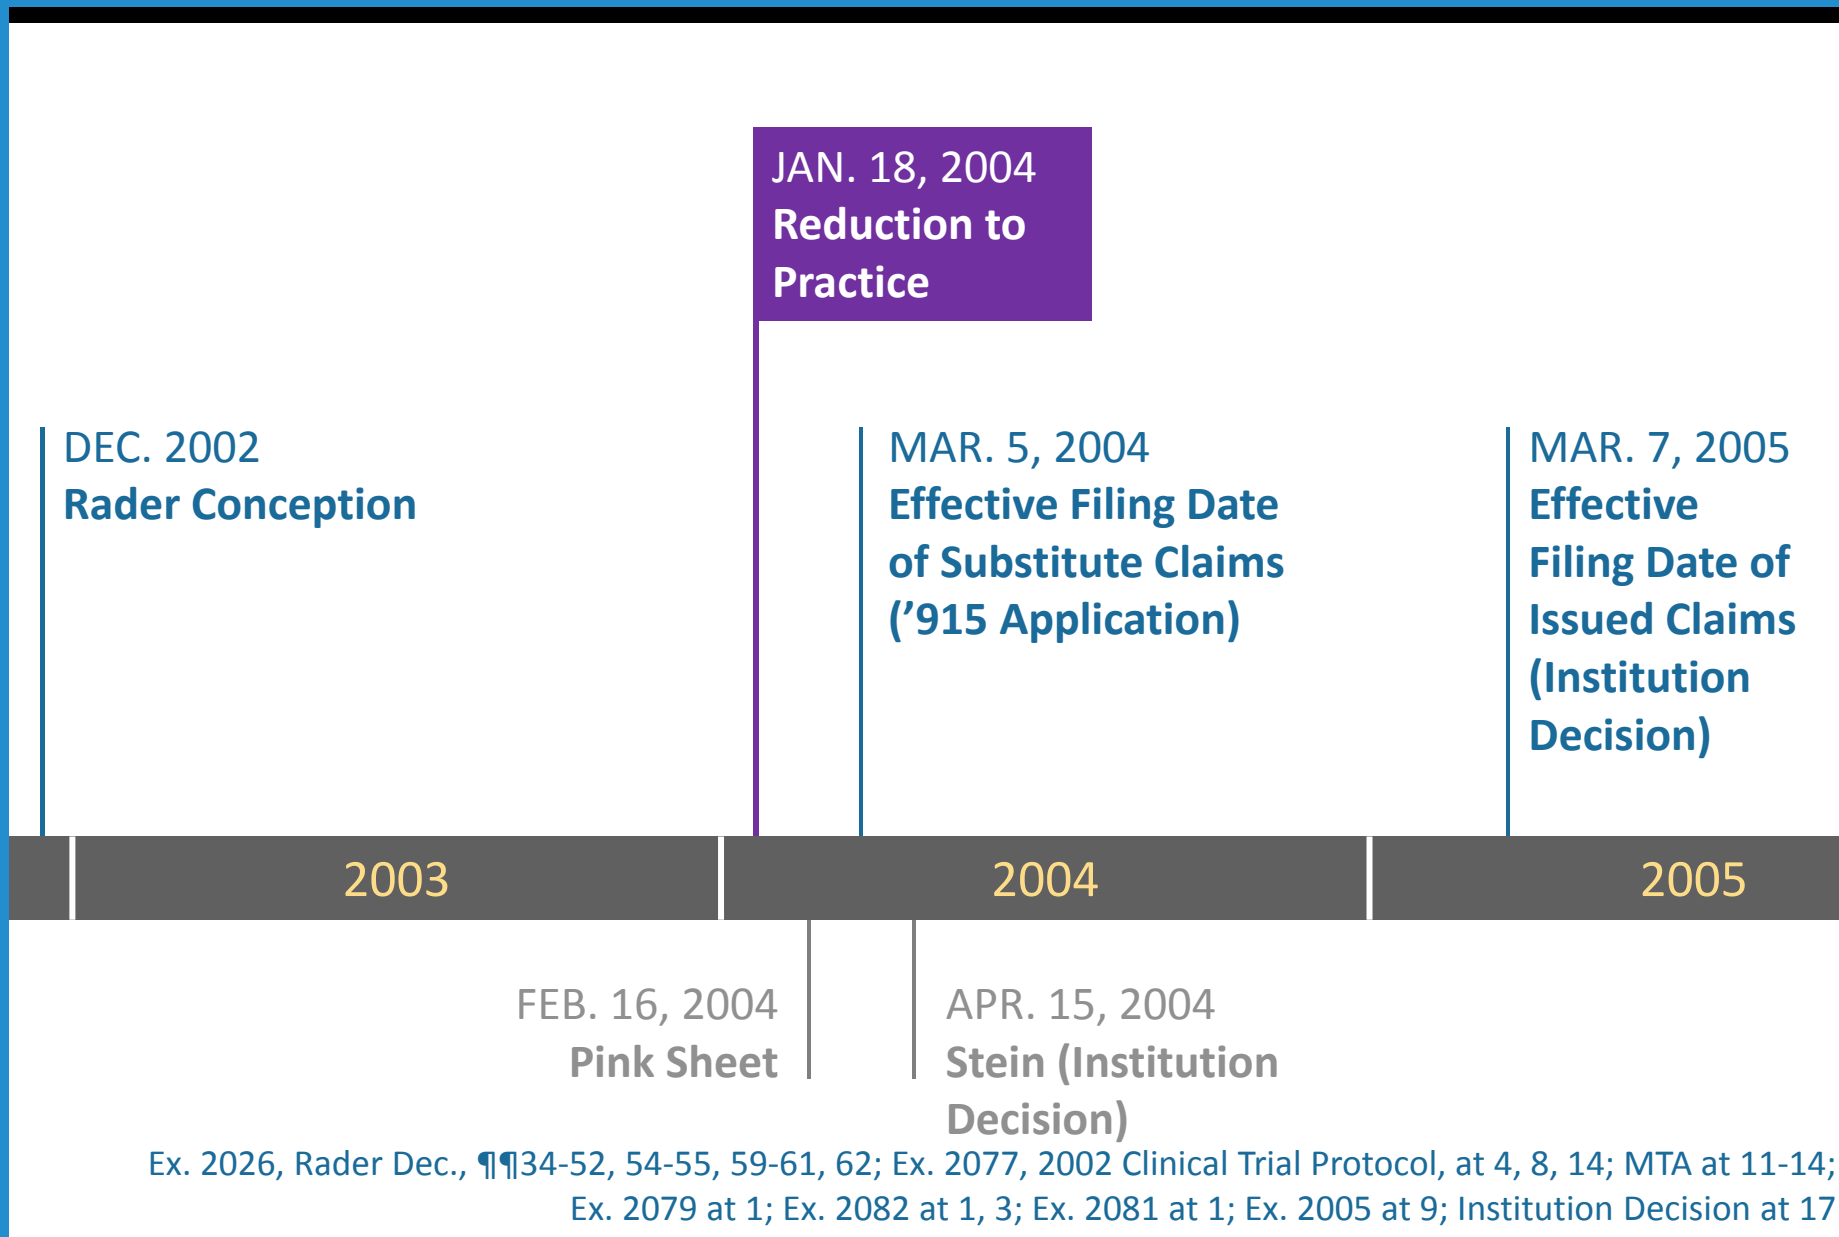 JAN. 18, 2004
Reduction to
Practice
DEC. 2002
Rader Conception
MAR. 5, 2004
Effective Filing Date
of Substitute Claims
(’915 Application)
MAR. 7, 2005
Effective
Filing Date of
Issued Claims
(Institution
Decision)
2003
2004
2005
FEB. 16, 2004
Pink Sheet
APR. 15, 2004
Stein (Institution
Decision)
Ex. 2026, Rader Dec., ¶¶34-52, 54-55, 59-61, 62; Ex. 2077, 2002 Clinical Trial Protocol, at 4, 8, 14; MTA at 11-14;
Ex. 2079 at 1; Ex. 2082 at 1, 3; Ex. 2081 at 1; Ex. 2005 at 9; Institution Decision at 17